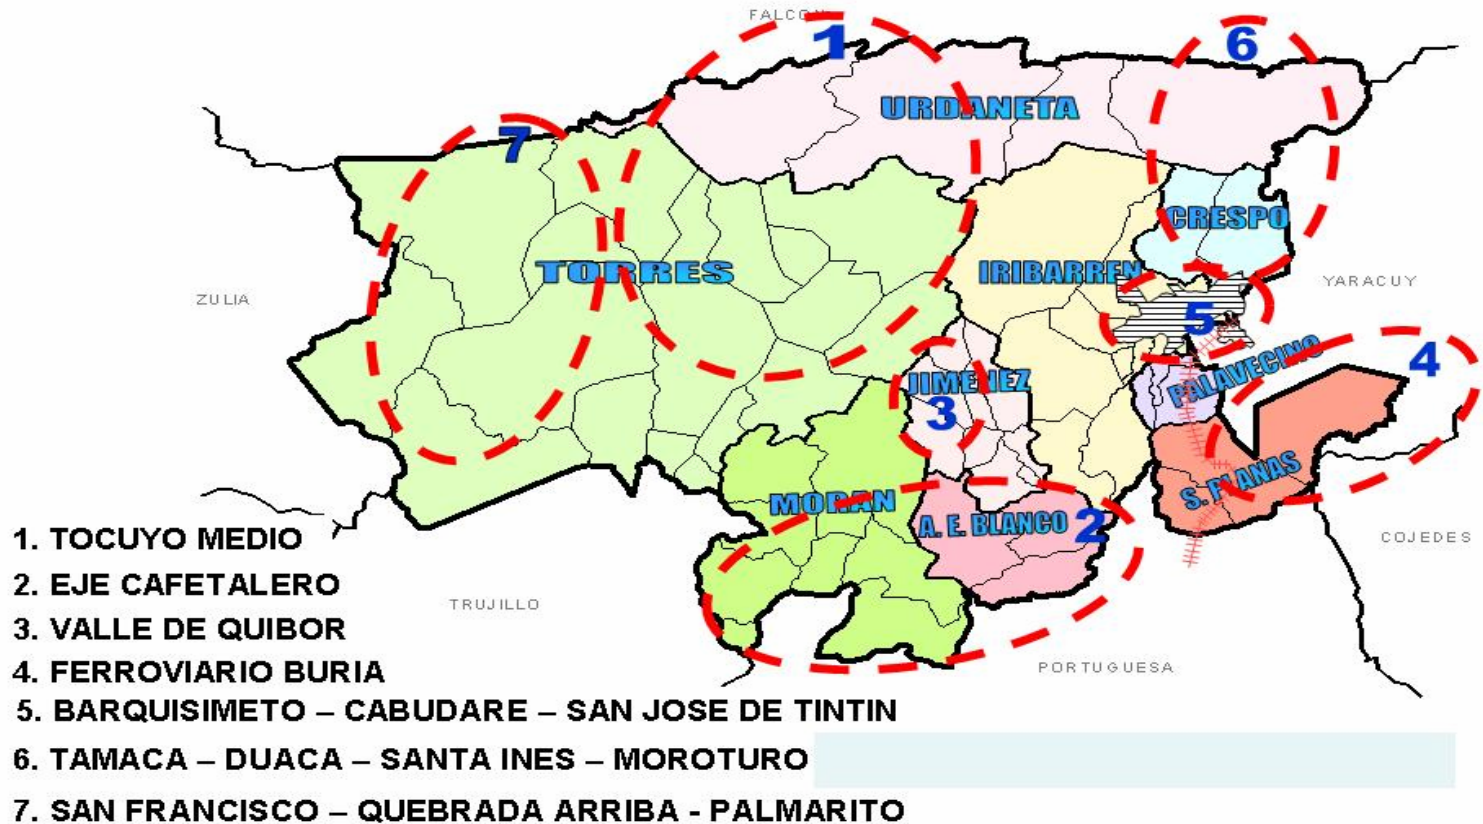 FALCON
1
6
7
URDANETA
CRESPO
TORRES
IRIBARREN
ZULIA
YARACUY
5
PALAVECINO
4
JIMENEZ
3
S. PLANAS
MORAN
A. E. BLANCO
2
COJEDES
TRUJILLO
PORTUGUESA
1. TOCUYO MEDIO
2. EJE CAFETALERO
3. VALLE DE QUIBOR
4. FERROVIARIO BURIA
5. BARQUISIMETO – CABUDARE – SAN JOSE DE TINTIN
6. TAMACA – DUACA – SANTA INES – MOROTURO
7. SAN FRANCISCO – QUEBRADA ARRIBA - PALMARITO